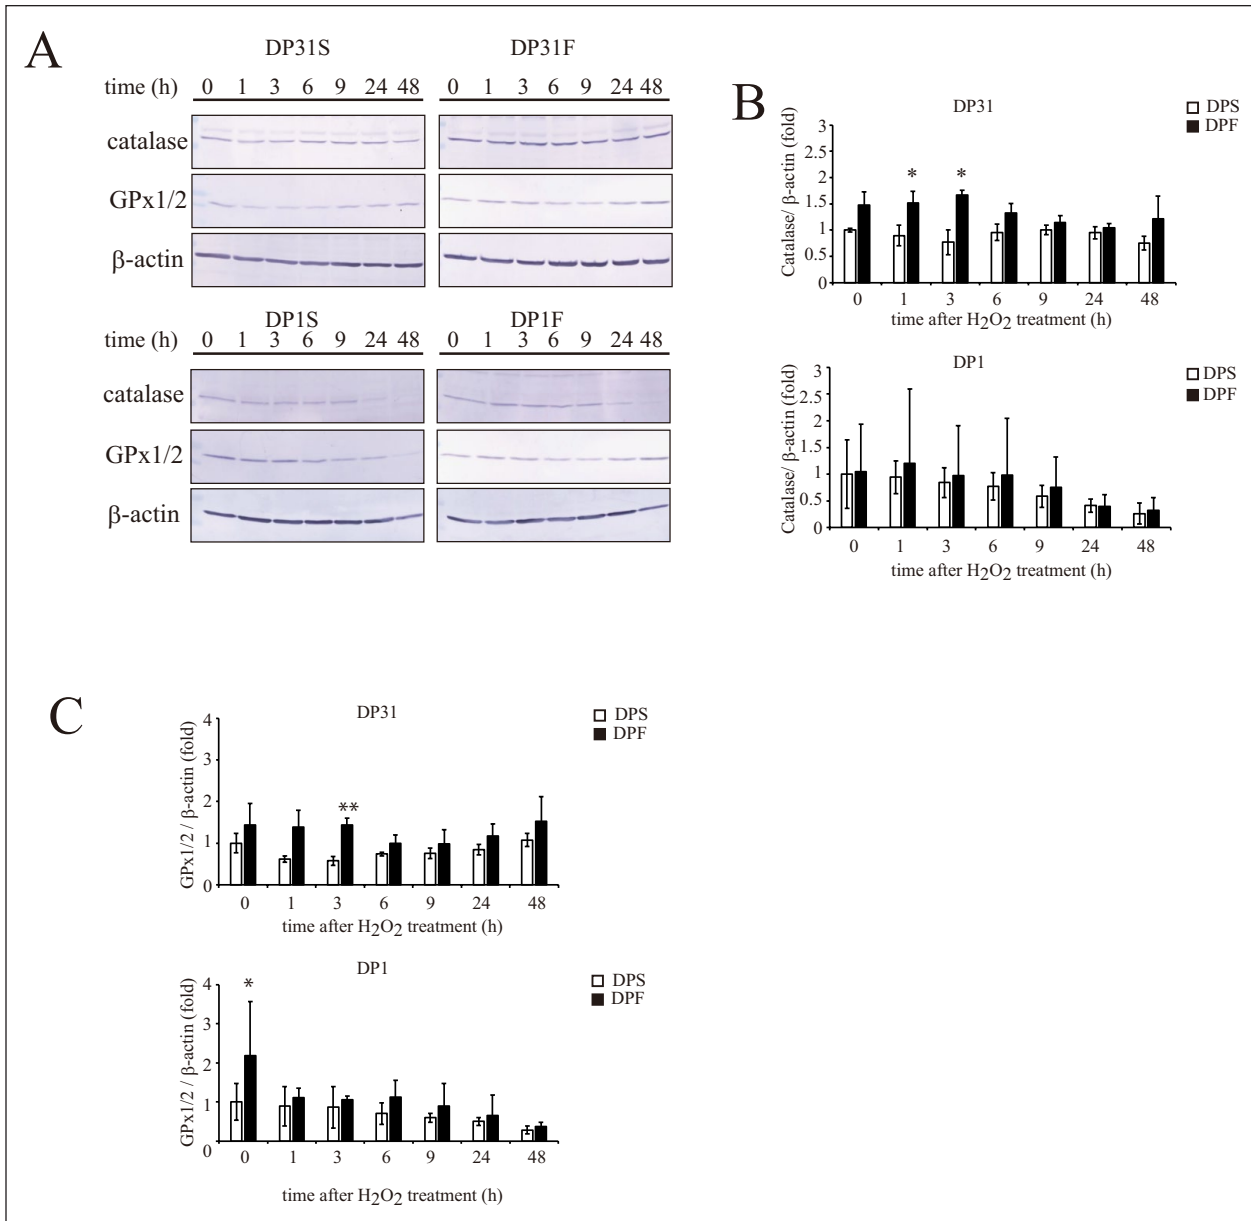 A
DP31S DP31F
time (h) 0 1 3 6 9 24 48 0 1 3 6 9 24 48
catalase
GPx1/2
β-actin
DP1S DP1F
time (h) 0 1 3 6 9 24 48 0 1 3 6 9 24 48
catalase
GPx1/2
β-actin
B
DP31
DPS
DPF
Catalase/ β-actin (fold)
3
2.5
2
1.5
1
0.5
0
* *
0 1 3 6 9 24 48
time after H2O2 treatment (h)
DP1
DPS
DPF
Catalase/ β-actin (fold)
3
2.5
2
1.5
1
0.5
0
0 1 3 6 9 24 48
time after H2O2 treatment (h)
C
DP31
DPS
DPF
GPx1/2 / β-actin (fold)
4
3
2
1
0
**
0 1 3 6 9 24 48
time after H2O2 treatment (h)
DP1
DPS
DPF
GPx1/2 / β-actin (fold)
4
3
2
1
0
*
0 1 3 6 9 24 48
time after H2O2 treatment (h)